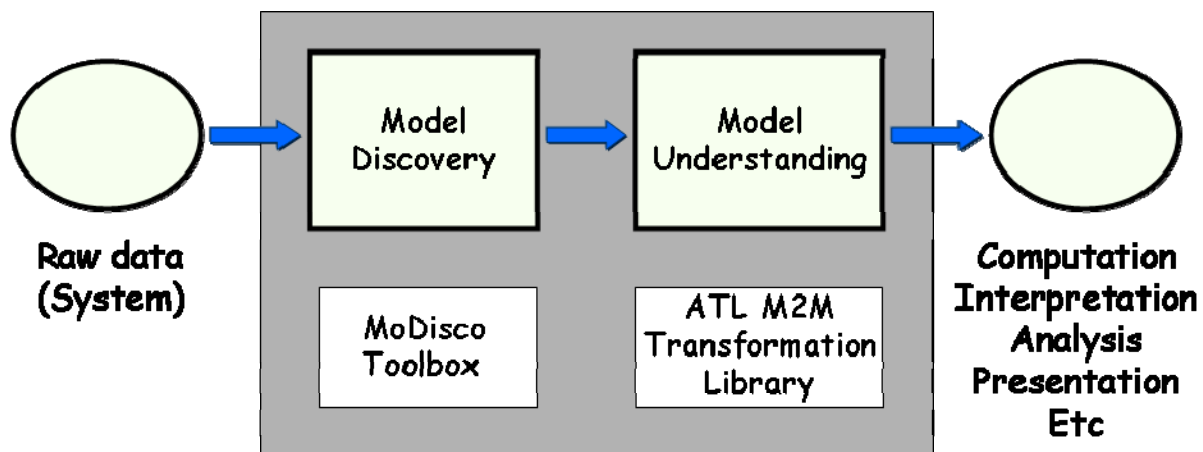 Model
Discovery
Model
Understanding
Raw data
(System)
MoDisco
Toolbox
ATL M2M
Transformation
Library
Computation
Interpretation
Analysis
Presentation
Etc